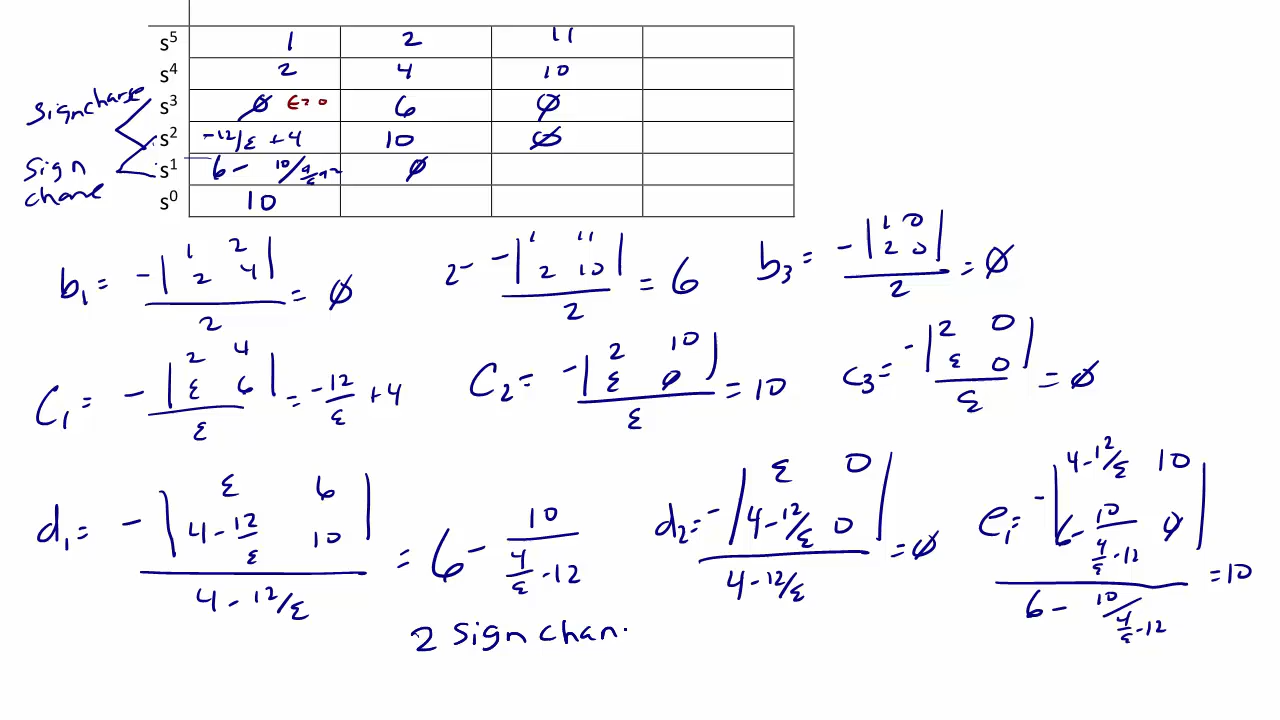 s⁵ 1 2 11
s⁴ 2 4 10
sign change s³ ∅ ε>0 6 ∅
s² -12/ε + 4 10 ∅
sign s¹ 6 - 10/ ∅
s⁰ 10
b₁ = -|1 2; 2 4| / 2 = ∅
-|1 11; 2 10| / 2 = 6
b₃ = -|1 0; 2 0| / 2 = ∅
C₁ = -|2 4; ε 6| / ε = -12/ε + 4
C₂ = -|2 10; ε ∅| / ε = 10
C₃ = -|2 0; ε 0| / ε = ∅
d₁ = -|ε 6; 4 - 12/ε 10| / 4 - 12/ε = 6 - 10 / 4/ε - 12
d₂ = -|ε 0; 4 - 12/ε 0| / 4 - 12/ε = ∅
e₁ = -|4 - 12/ε 10; 6 - 10 / 4/ε - 12 ∅| / 6 - 10 / 4/ε - 12 = 10
2 sign chan